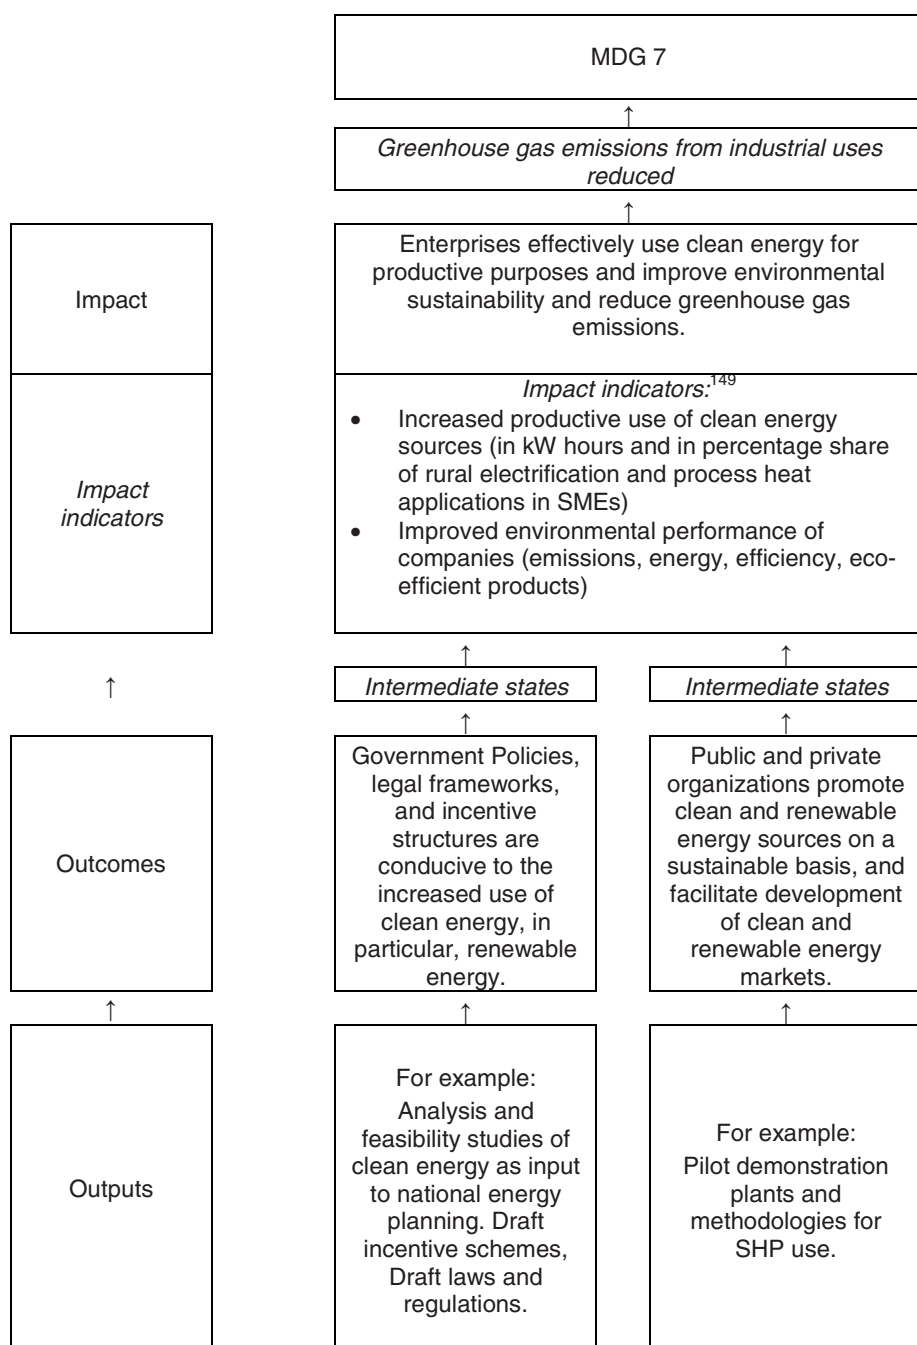 MDG 7
↑
Greenhouse gas emissions from industrial uses
reduced
↑
Impact
Enterprises effectively use clean energy for
productive purposes and improve environmental
sustainability and reduce greenhouse gas
emissions.
Impact
indicators
Impact indicators:149
• Increased productive use of clean energy
sources (in kW hours and in percentage share
of rural electrification and process heat
applications in SMEs)
• Improved environmental performance of
companies (emissions, energy, efficiency, eco-
efficient products)
↑
↑
↑
Intermediate states
Intermediate states
↑
↑
Outcomes
Government Policies,
legal frameworks,
and incentive
structures are
conducive to the
increased use of
clean energy, in
particular, renewable
energy.
Public and private
organizations promote
clean and renewable
energy sources on a
sustainable basis, and
facilitate development
of clean and
renewable energy
markets.
↑
↑
↑
Outputs
For example:
Analysis and
feasibility studies of
clean energy as input
to national energy
planning. Draft
incentive schemes,
Draft laws and
regulations.
For example:
Pilot demonstration
plants and
methodologies for
SHP use.